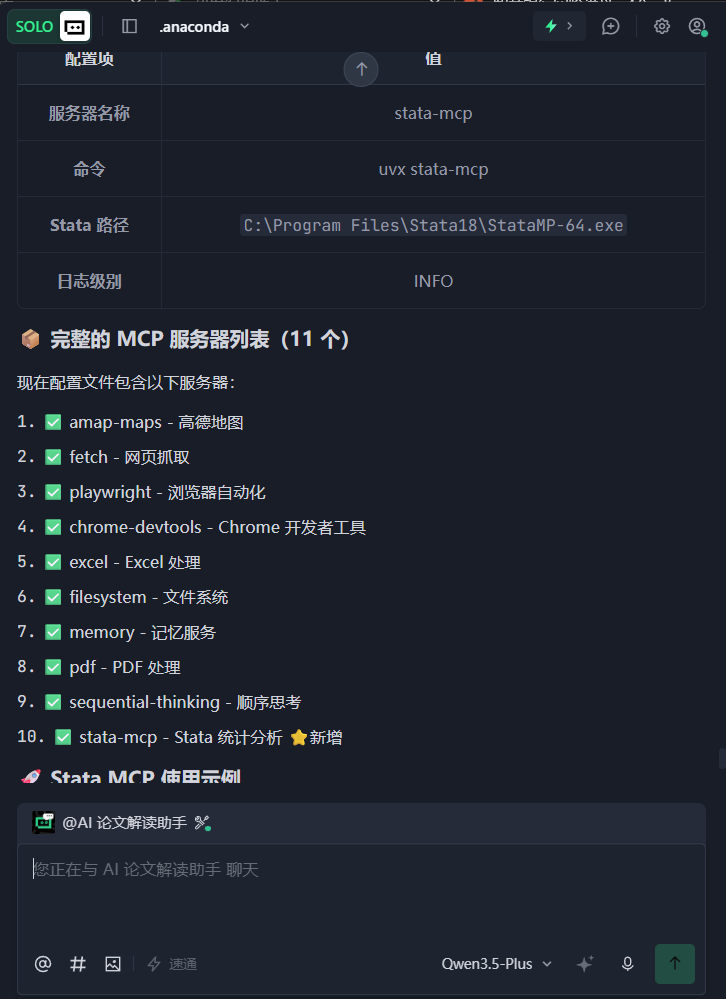 SOLO .anaconda
配置项 值
服务器名称 stata-mcp
命令 uvx stata-mcp
Stata 路径 C:\Program Files\Stata18\StataMP-64.exe
日志级别 INFO
📦 完整的 MCP 服务器列表（11 个）
现在配置文件包含以下服务器：
1. ✅ amap-maps - 高德地图
2. ✅ fetch - 网页抓取
3. ✅ playwright - 浏览器自动化
4. ✅ chrome-devtools - Chrome 开发者工具
5. ✅ excel - Excel 处理
6. ✅ filesystem - 文件系统
7. ✅ memory - 记忆服务
8. ✅ pdf - PDF 处理
9. ✅ sequential-thinking - 顺序思考
10. ✅ stata-mcp - Stata 统计分析 ⭐新增
🚀 Stata MCP 使用示例
@AI 论文解读助手
您正在与 AI 论文解读助手 聊天
速通 Qwen3.5-Plus